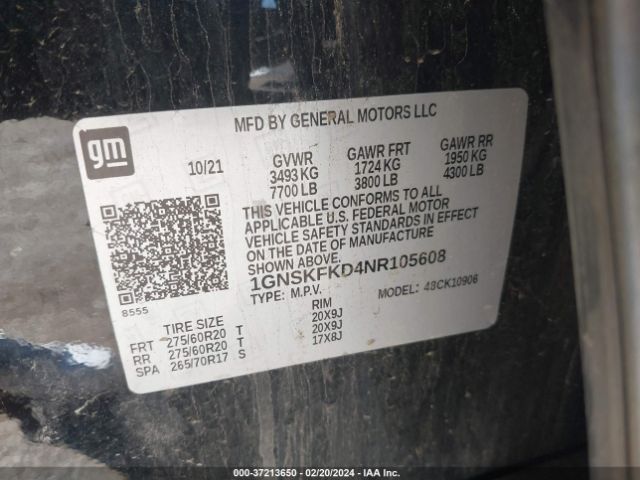 MFD BY GENERAL MOTORS LLC
gm
10/21
GVWR
3493 KG
7700 LB
GAWR FRT
1724 KG
3800 LB
GAWR RR
1950 KG
4300 LB
THIS VEHICLE CONFORMS TO ALL
APPLICABLE U.S. FEDERAL MOTOR
VEHICLE SAFETY STANDARDS IN EFFECT
ON THE DATE OF MANUFACTURE
SHOWN ABOVE.
1GNSKFKD4NR105608
TYPE: M.P.V.
MODEL: 48CK10906
8555
TIRE SIZE RIM
FRT 275/60R20 T 20X9J
RR 275/60R20 T 20X9J
SPA 265/70R17 S 17X8J
000-37213650 - 02/20/2024 - IAA Inc.